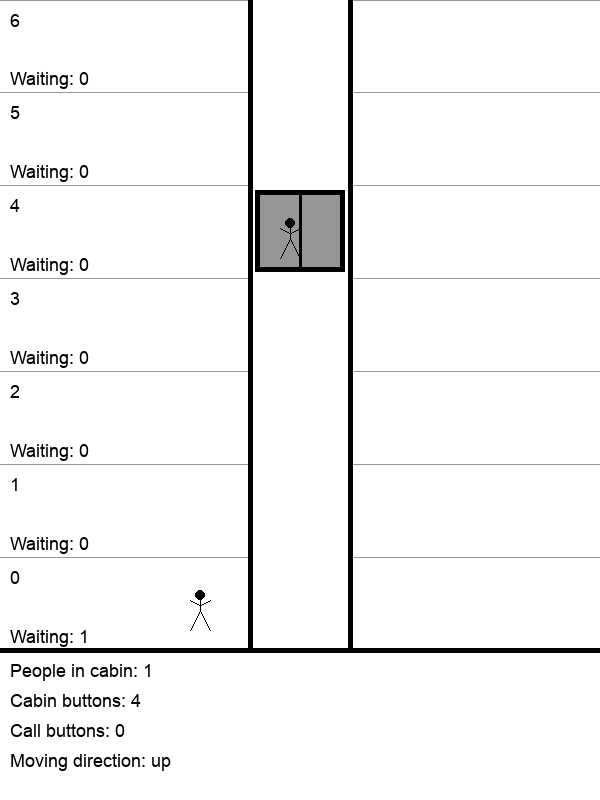 6
Waiting: 0
5
Waiting: 0
4
Waiting: 0
3
Waiting: 0
2
Waiting: 0
1
Waiting: 0
0
Waiting: 1
People in cabin: 1
Cabin buttons: 4
Call buttons: 0
Moving direction: up